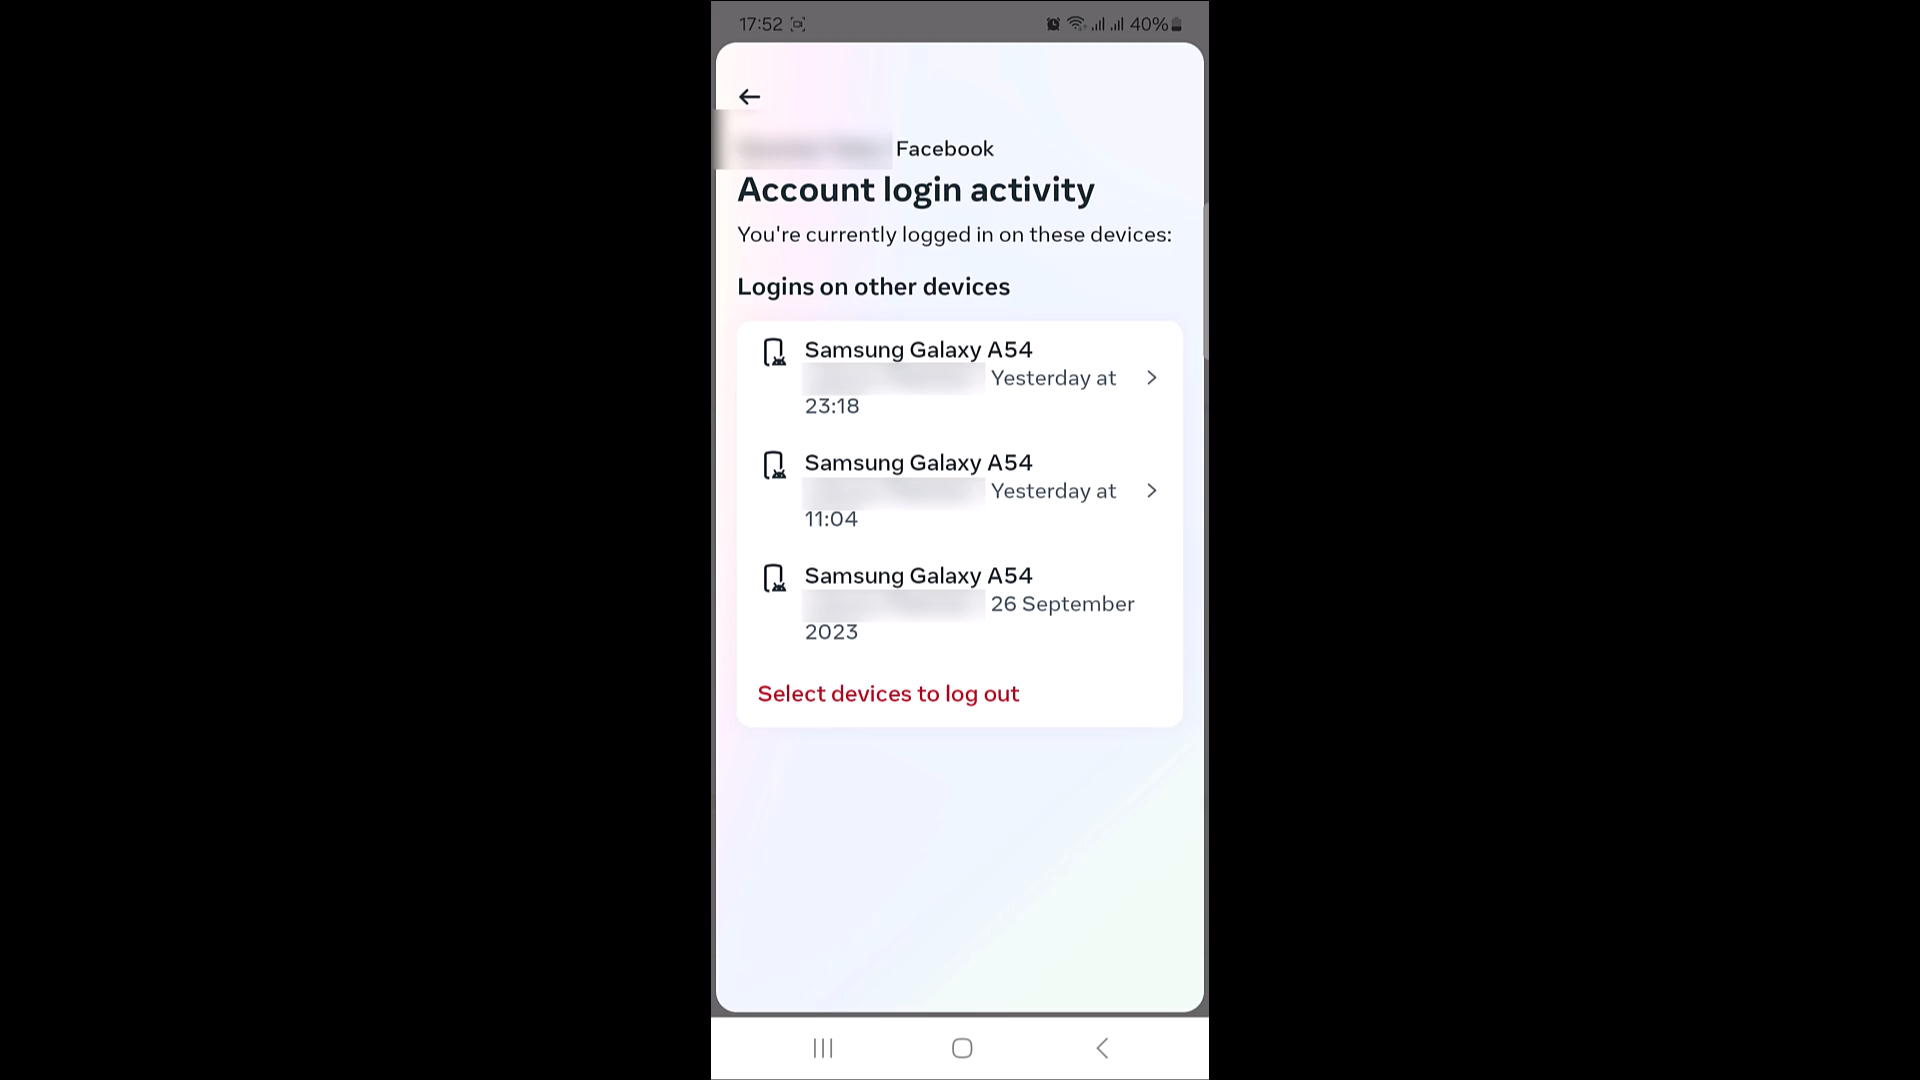 17:52 40%
Facebook
Account login activity
You're currently logged in on these devices:
Logins on other devices
Samsung Galaxy A54
Yesterday at
23:18
Samsung Galaxy A54
Yesterday at
11:04
Samsung Galaxy A54
26 September
2023
Select devices to log out